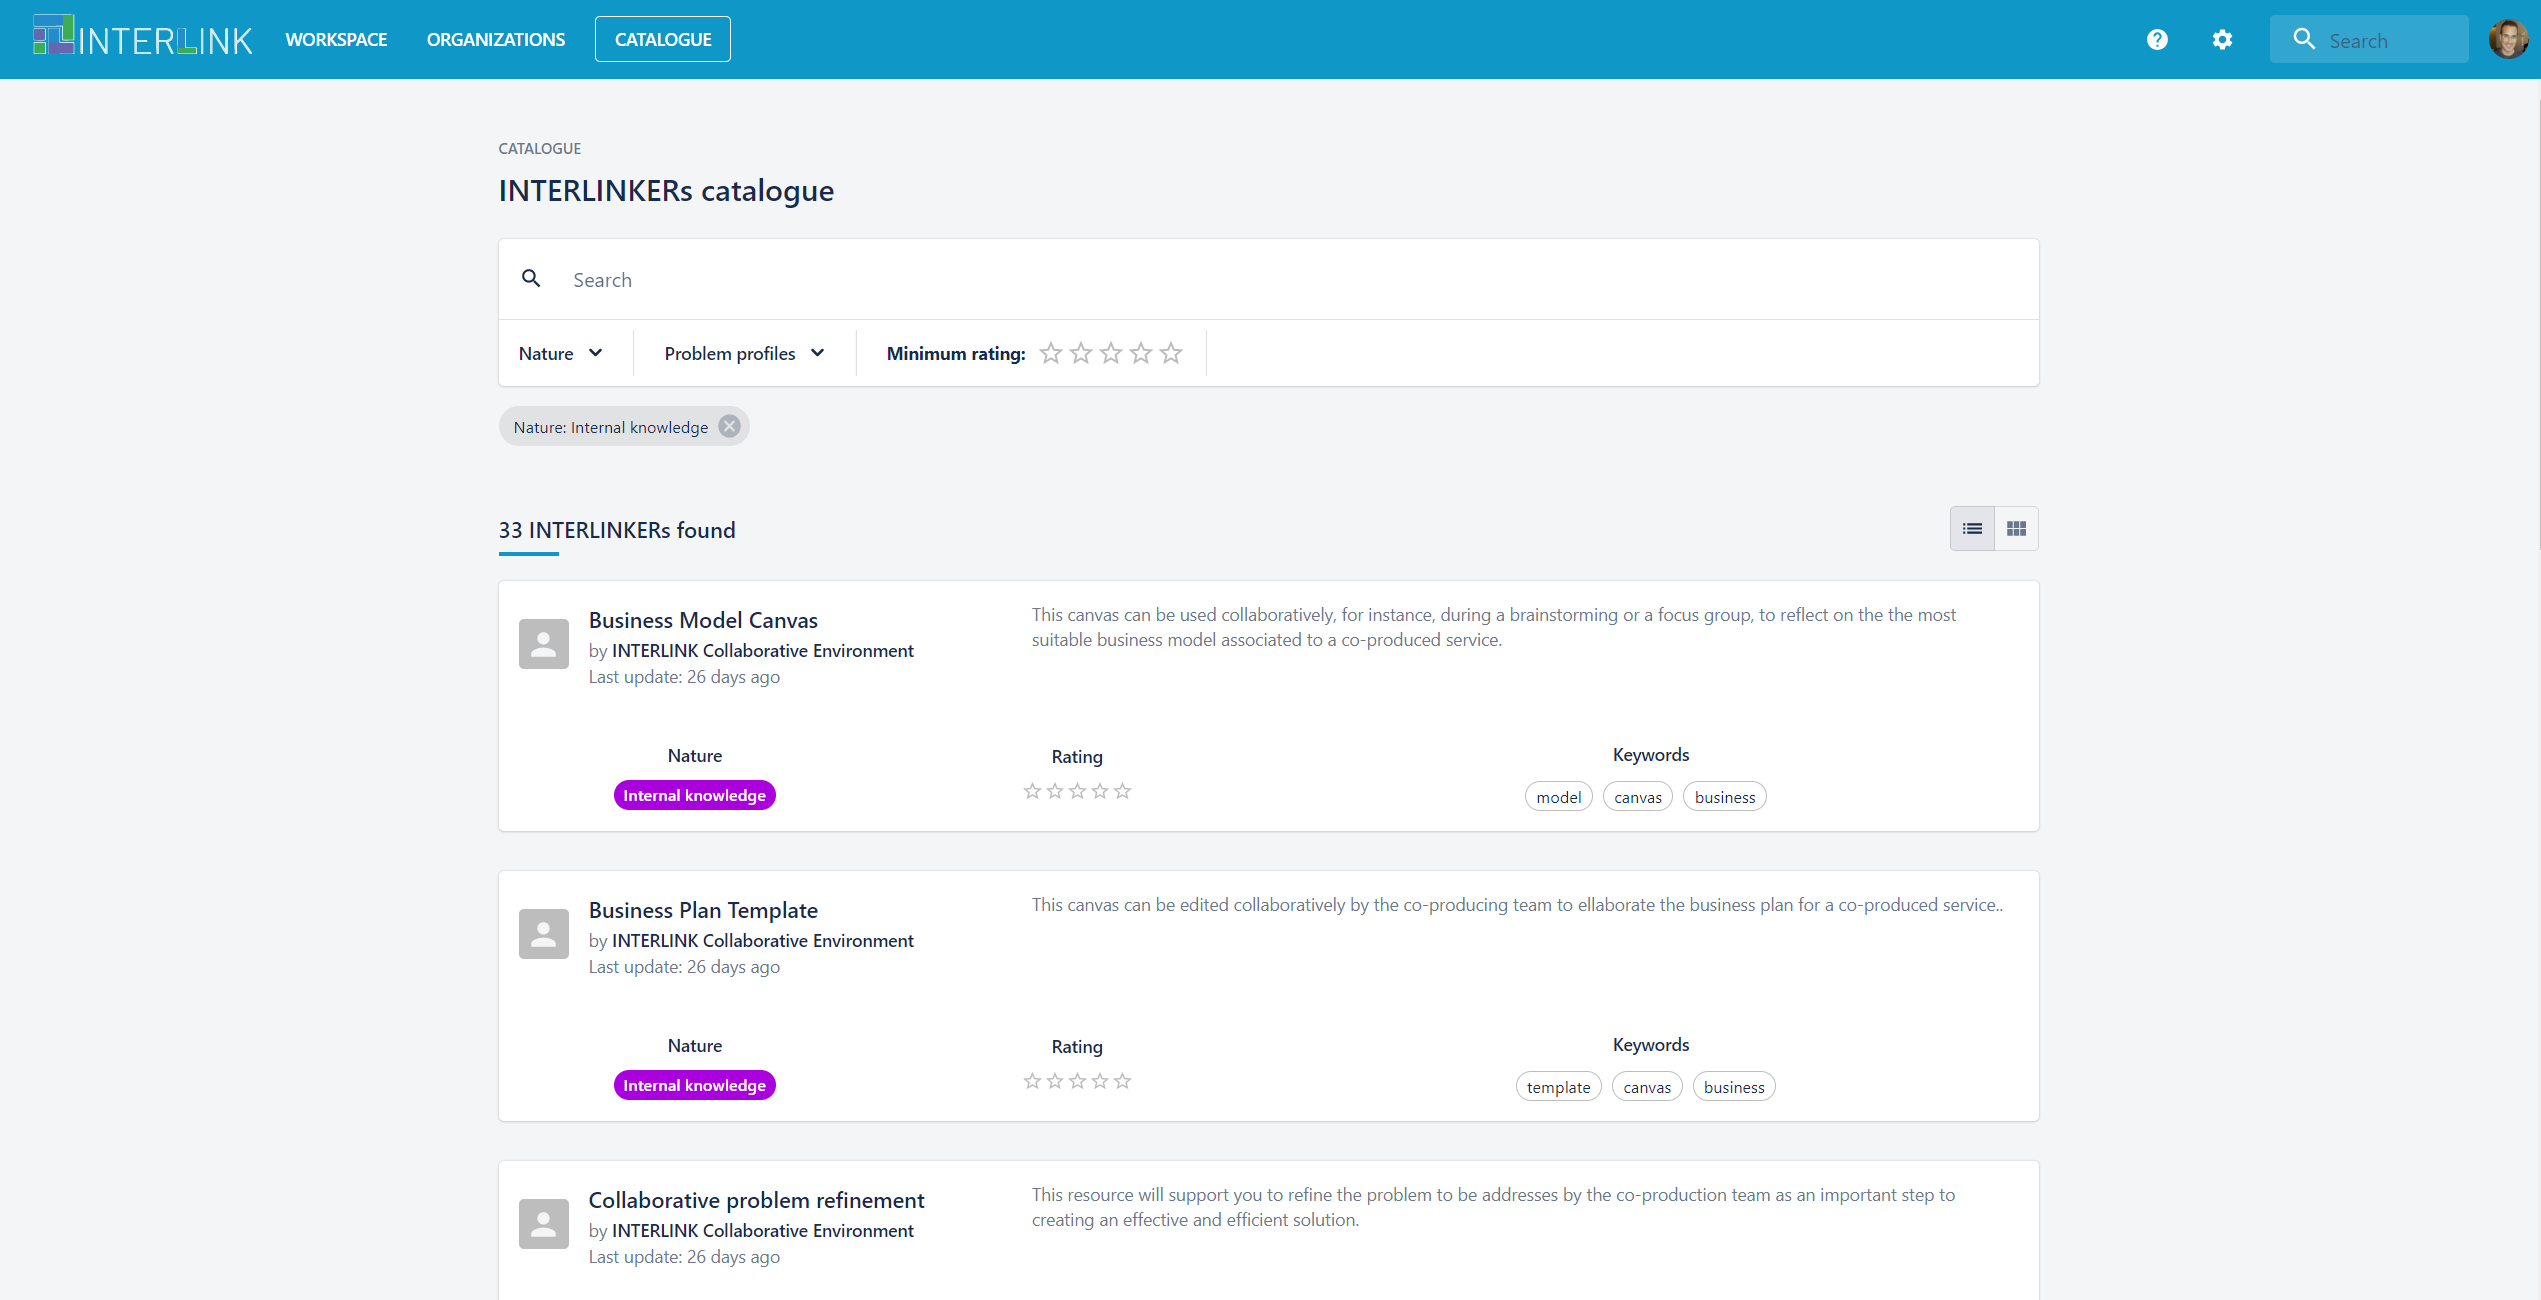 INTERLINK WORKSPACE ORGANIZATIONS CATALOGUE Search
CATALOGUE
INTERLINKERs catalogue
Search
Nature Problem profiles Minimum rating:
Nature: Internal knowledge
33 INTERLINKERs found
Business Model Canvas
by INTERLINK Collaborative Environment
Last update: 26 days ago
This canvas can be used collaboratively, for instance, during a brainstorming or a focus group, to reflect on the the most
suitable business model associated to a co-produced service.
Nature Rating Keywords
Internal knowledge model canvas business
Business Plan Template
by INTERLINK Collaborative Environment
Last update: 26 days ago
This canvas can be edited collaboratively by the co-producing team to ellaborate the business plan for a co-produced service..
Nature Rating Keywords
Internal knowledge template canvas business
Collaborative problem refinement
by INTERLINK Collaborative Environment
Last update: 26 days ago
This resource will support you to refine the problem to be addresses by the co-production team as an important step to
creating an effective and efficient solution.